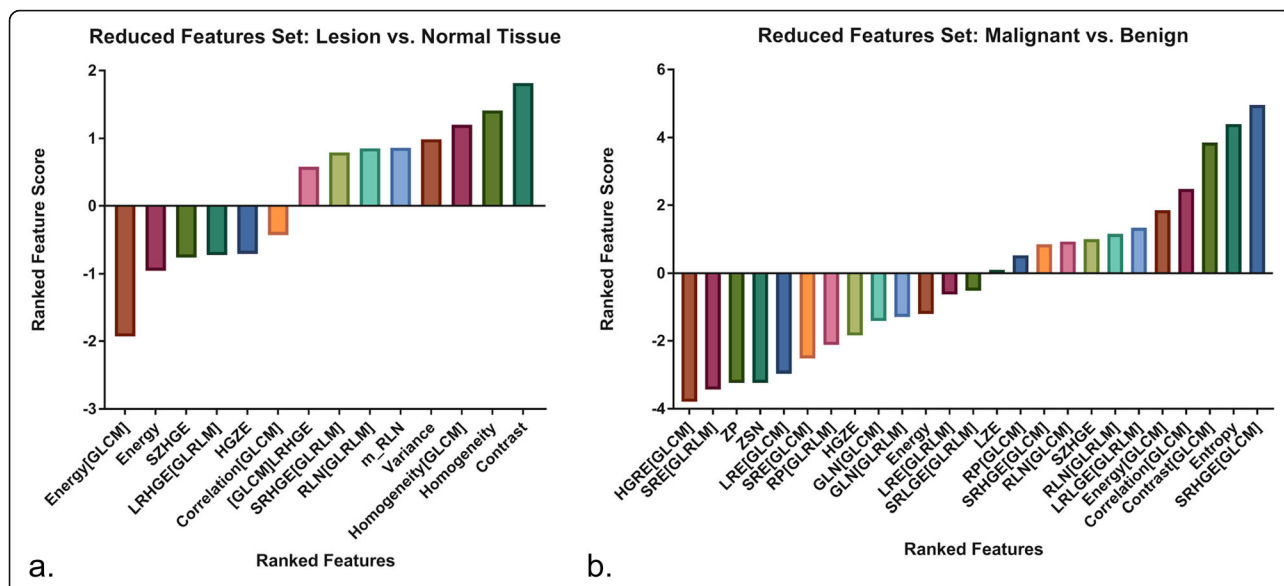 Reduced Features Set: Lesion vs. Normal Tissue
2
1
0
-1
-2
-3
Ranked Feature Score
Energy[GLCM]
Energy
SZHGE
LRHGE[GLRLM]
HGZE
Correlation[GLCM]
[GLCM]LRHGE
SRHGE[GLRLM]
RLN[GLRLM]
m_RLN
Variance
Homogeneity[GLCM]
Homogeneity
Contrast
Ranked Features
a.
Reduced Features Set: Malignant vs. Benign
6
4
2
0
-2
-4
Ranked Feature Score
HGRE[GLCM]
SRE[GLRLM]
ZP
ZSN
LRE[GLCM]
SRE[GLCM]
RP[GLRLM]
HGZE
GLN[GLCM]
GLN[GLRLM]
Energy
LRE[GLRLM]
SRLGE[GLRLM]
LZE
RP[GLCM]
SRHGE[GLCM]
RLN[GLCM]
SZHGE
RLN[GLRLM]
LRLGE[GLRLM]
Energy[GLCM]
Correlation[GLCM]
Contrast[GLCM]
Entropy
SRHGE[GLCM]
Ranked Features
b.